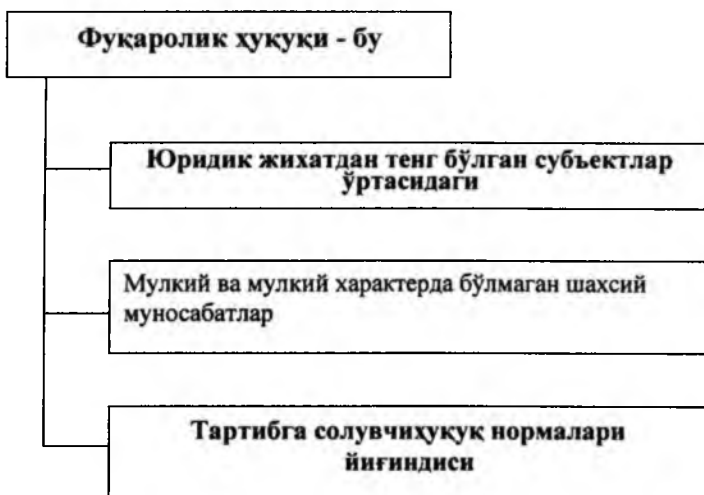 Фуқаролик ҳуқуқи - бу
Юридик жихатдан тенг бўлган субъектлар
ўртасидаги
Мулкий ва мулкий характерда бўлмаган шахсий
муносабатлар
Тартибга солувчиҳуқуқ нормалари
йиғиндиси